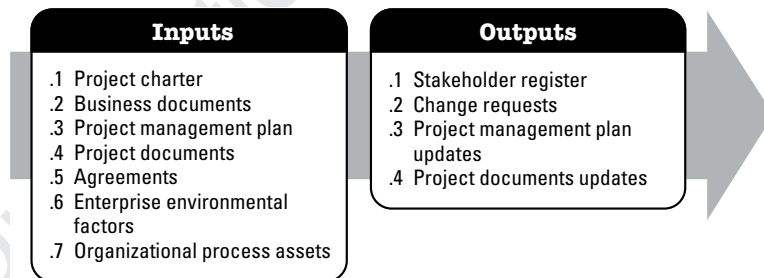 Inputs
.1 Project charter
.2 Business documents
.3 Project management plan
.4 Project documents
.5 Agreements
.6 Enterprise environmental
factors
.7 Organizational process assets
Outputs
.1 Stakeholder register
.2 Change requests
.3 Project management plan
updates
.4 Project documents updates